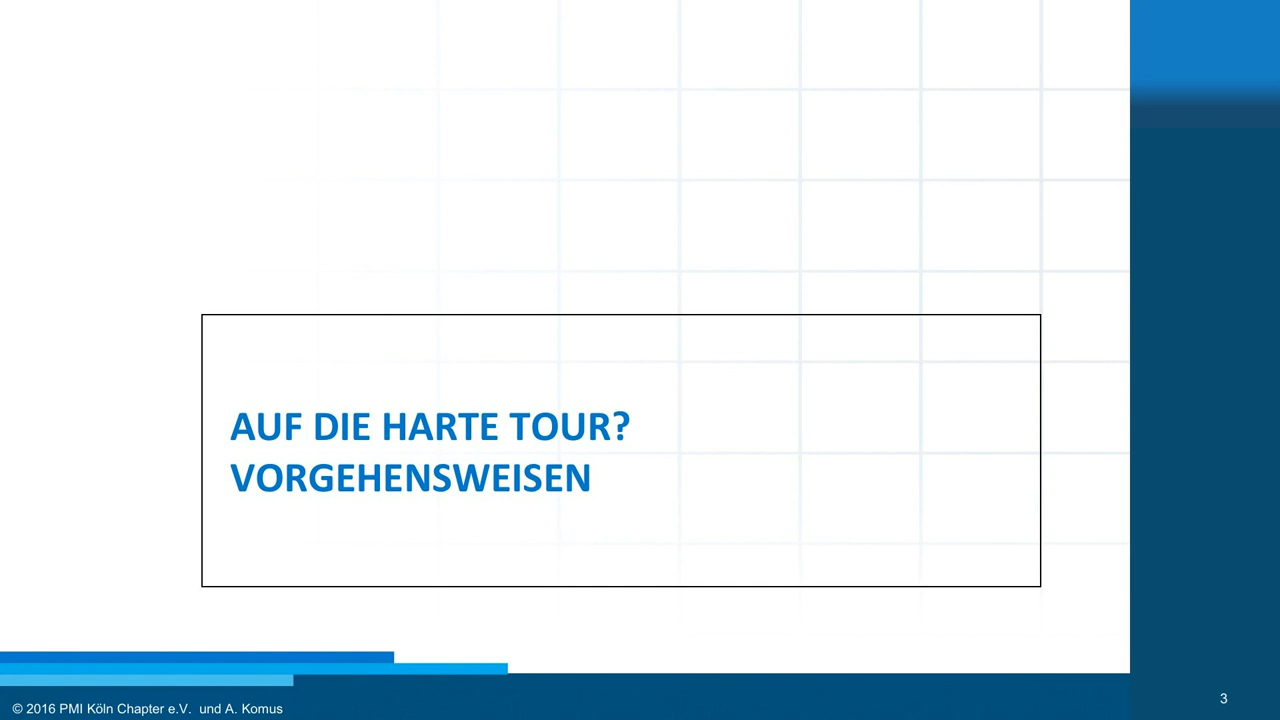 AUF DIE HARTE TOUR?
VORGEHENSWEISEN
© 2016 PMI Köln Chapter e.V. und A. Komus
3